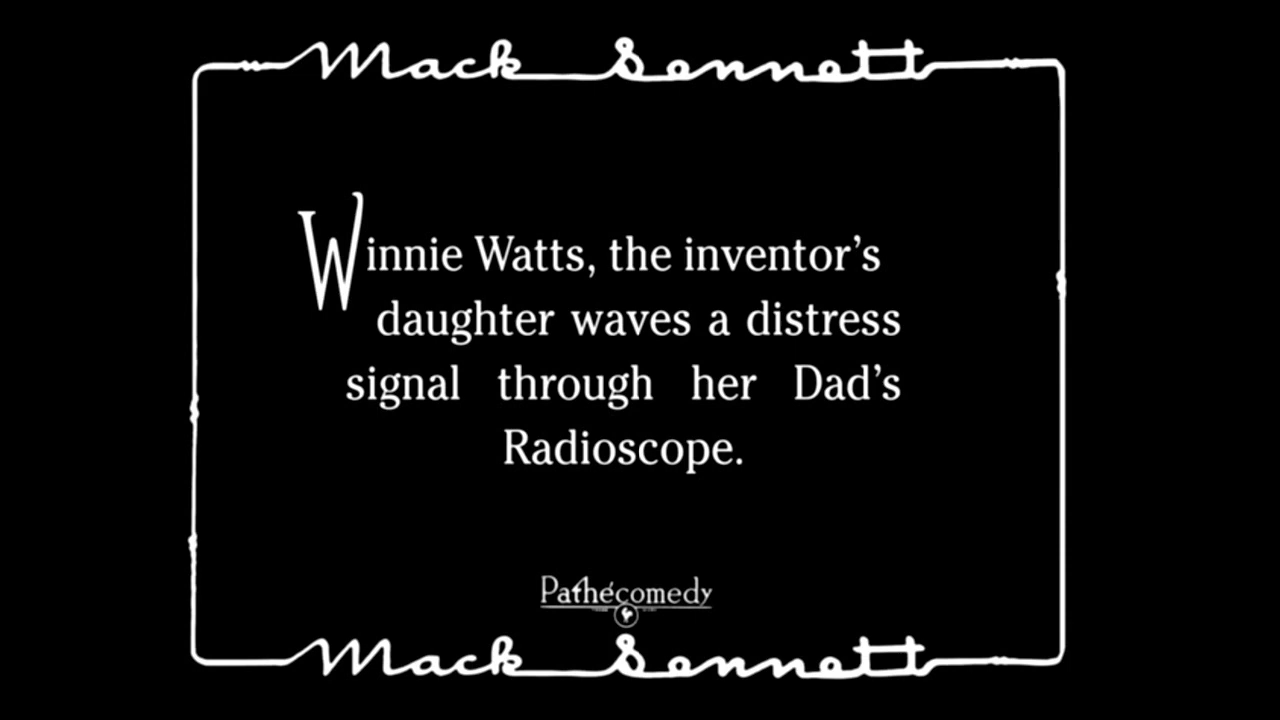 Mack Sennett
Winnie Watts, the inventor's
daughter waves a distress
signal through her Dad's
Radioscope.
Pathécomedy
Mack Sennett